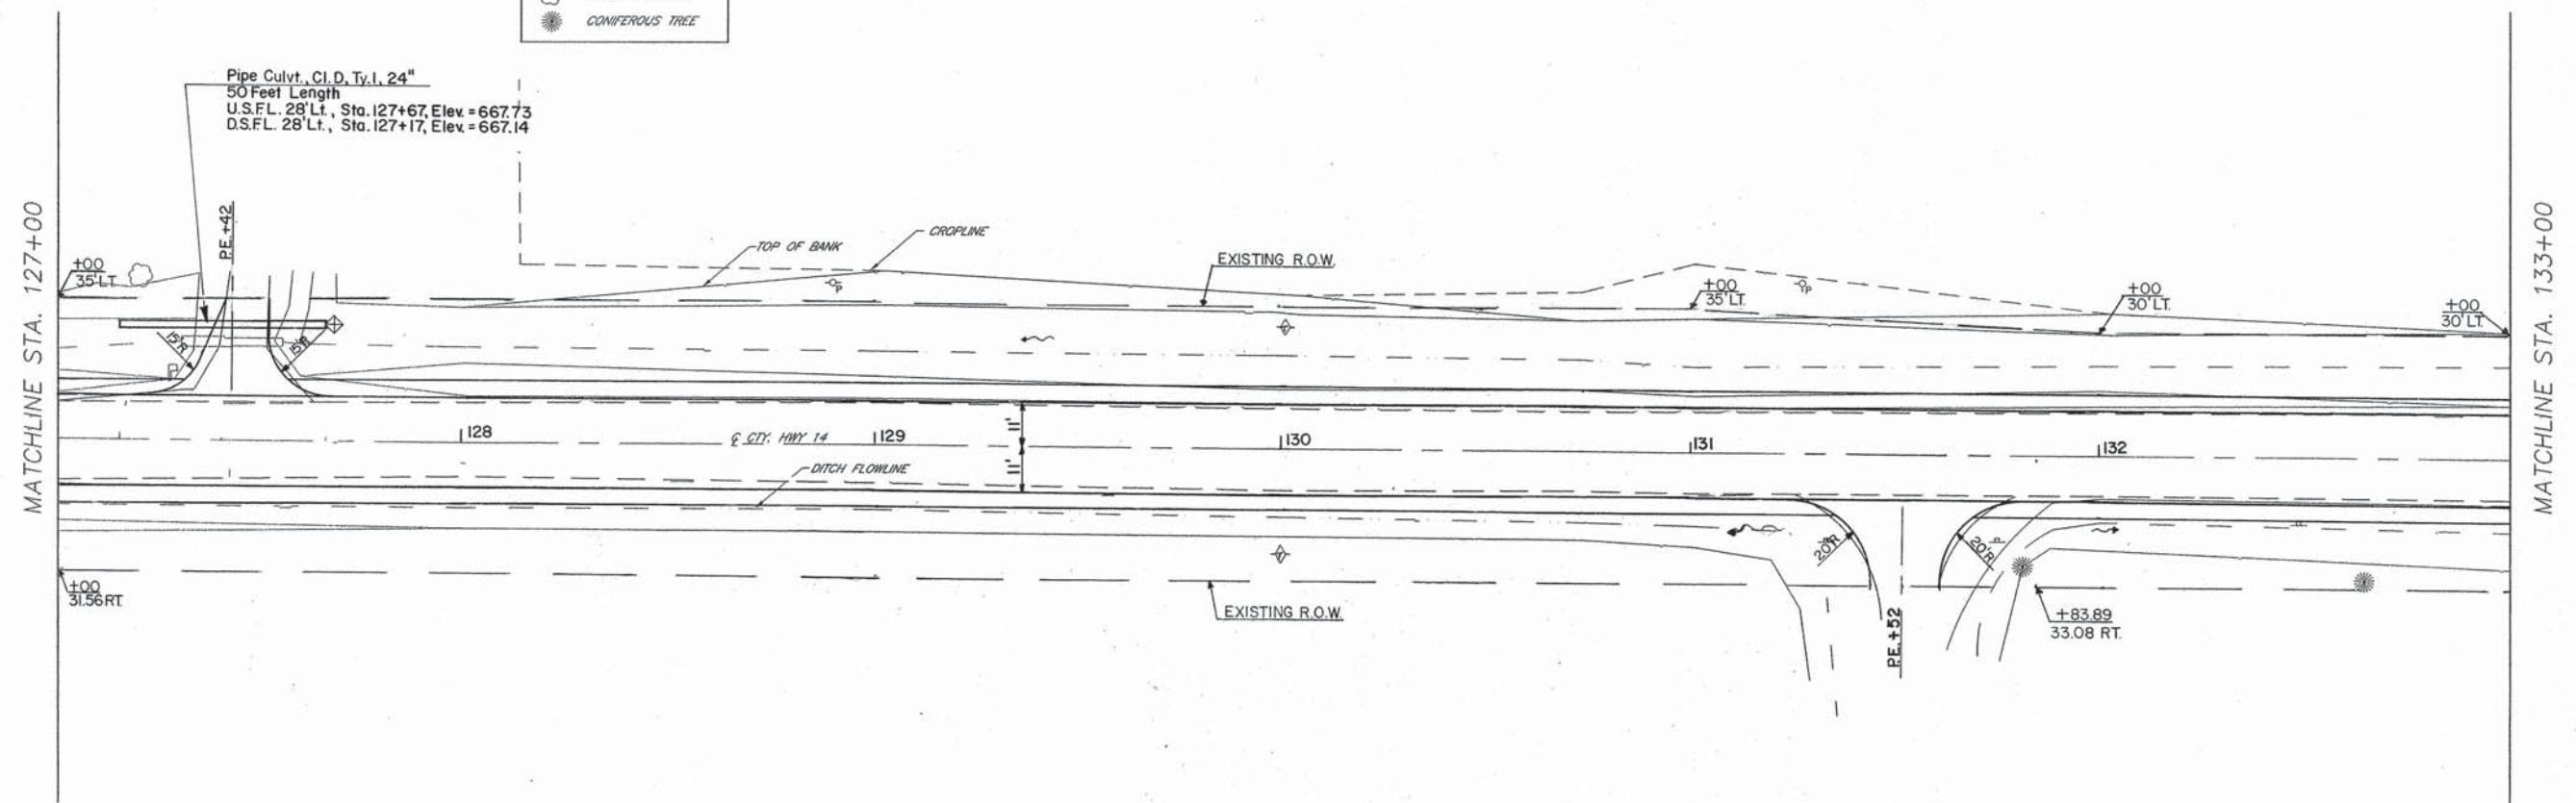 CONIFEROUS TREE
Pipe Culvt., Cl. D, Ty. I, 24"
50 Feet Length
U.S.F.L. 28' Lt., Sta. 127+67, Elev. = 667.73
D.S.F.L. 28' Lt., Sta. 127+17, Elev. = 667.14
MATCHLINE STA. 127+00
MATCHLINE STA. 133+00
P.E. +42
+00
35' LT.
TOP OF BANK
CROPLINE
EXISTING R.O.W.
+00
35' LT.
+00
30' LT.
+00
30' LT.
15'R
15'R
P
P
P
128
℄ CTY. HWY 14
129
11'
11'
130
131
132
DITCH FLOWLINE
20'R
20'R
+00
31.56 RT.
EXISTING R.O.W.
P.E. +52
+83.89
33.08 RT.